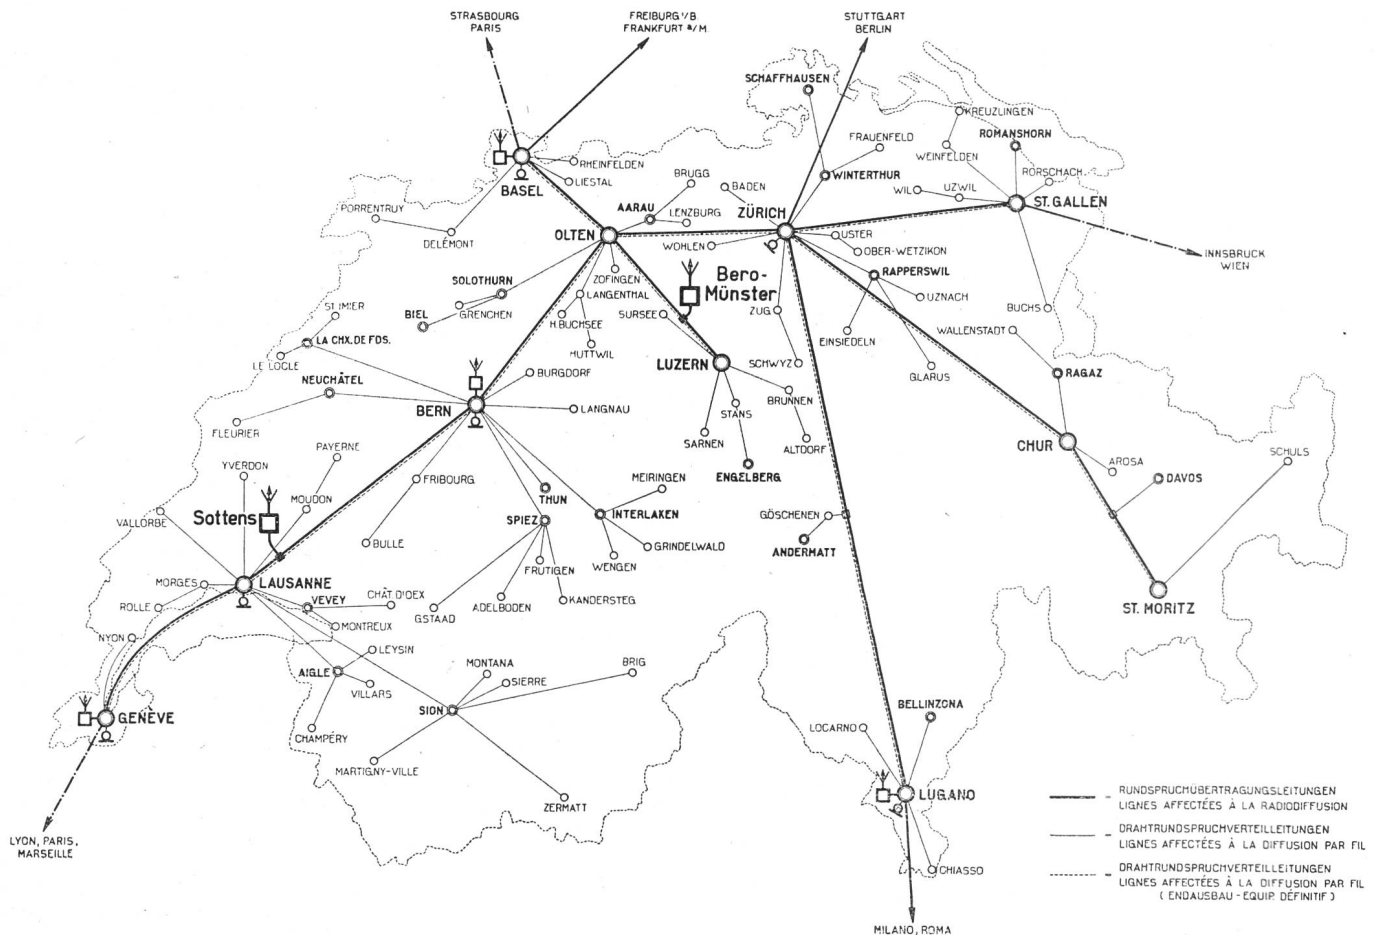 STRASBOURG
PARIS
FREIBURG i/B.
FRANKFURT a/M.
STUTTGART
BERLIN
SCHAFFHAUSEN
KREUZLINGEN
ROMANSHORN
FRAUENFELD
WEINFELDEN
WINTERTHUR
RORSCHACH
WIL
UZWIL
ST. GALLEN
RHEINFELDEN
LIESTAL
BASEL
BRUGG
BADEN
AARAU
LENZBURG
ZÜRICH
PORRENTRUY
DELÉMONT
OLTEN
WOHLEN
USTER
OBER-WETZIKON
INNSBRUCK
WIEN
SOLOTHURN
ZOFINGEN
LANGENTHAL
Bero-
Münster
RAPPERSWIL
UZNACH
ST IMIER
GRENCHEN
BIEL
H. BUCHSEE
SURSEE
ZUG
BUCHS
EINSIEDELN
WALLENSTADT
LA CHX. DE FDS.
HUTTWIL
LE LOCLE
LUZERN
SCHWYZ
GLARUS
RAGAZ
NEUCHÂTEL
BURGDORF
BRUNNEN
FLEURIER
BERN
LANGNAU
STANS
SARNEN
ALTDORF
CHUR
PAYERNE
YVERDON
FRIBOURG
ENGELBERG
AROSA
DAVOS
SCHULS
MOUDON
THUN
MEIRINGEN
Sottens
VALLORBE
SPIEZ
INTERLAKEN
GÖSCHENEN
BULLE
GRINDELWALD
ANDERMATT
FRUTIGEN
WENGEN
MORGES
LAUSANNE
ROLLE
VEVEY
CHÂT. D'OEX
GSTAAD
ADELBODEN
KANDERSTEG
ST. MORITZ
NYON
MONTREUX
LEYSIN
AIGLE
VILLARS
MONTANA
SIERRE
BRIG
SION
GENÈVE
CHAMPÉRY
MARTIGNY-VILLE
ZERMATT
BELLINZONA
LOCARNO
LUGANO
CHIASSO
LYON, PARIS,
MARSEILLE
MILANO, ROMA
- RUNDSPRUCHÜBERTRAGUNGSLEITUNGEN
LIGNES AFFECTÉES À LA RADIODIFFUSION
- DRAHTRUNDSPRUCHVERTEILLEITUNGEN
LIGNES AFFECTÉES À LA DIFFUSION PAR FIL
- DRAHTRUNDSPRUCHVERTEILLEITUNGEN
LIGNES AFFECTÉES À LA DIFFUSION PAR FIL
( ENDAUSBAU - EQUIP. DÉFINITIF )